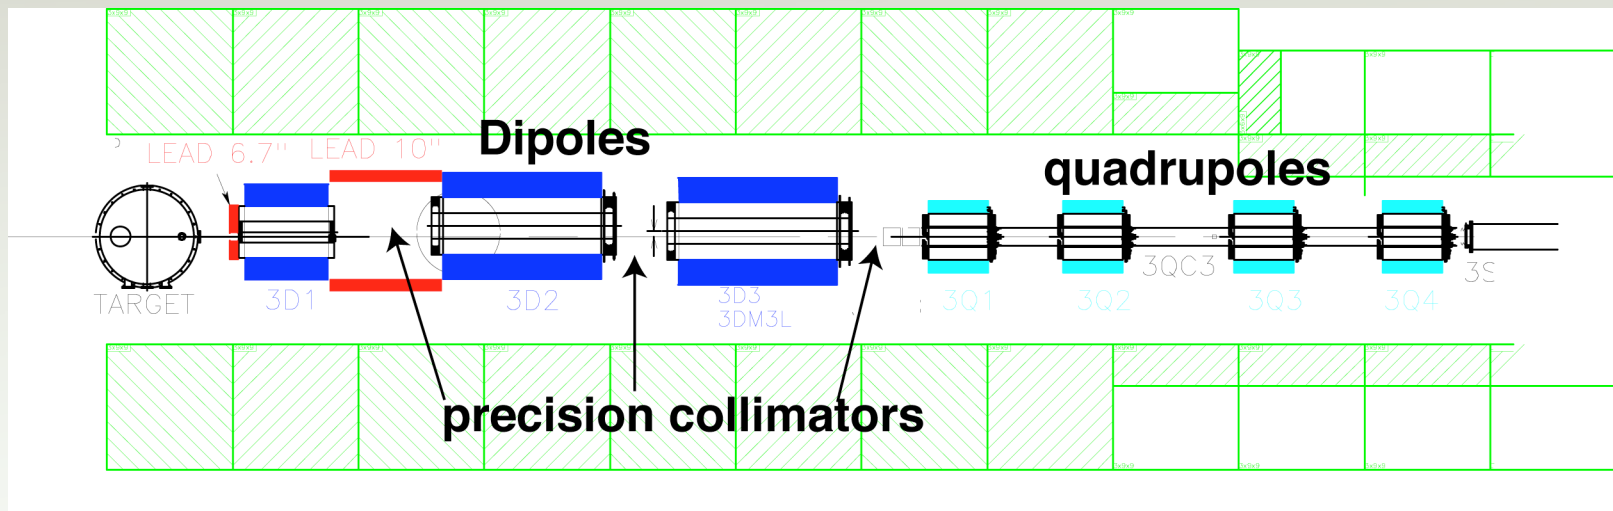 Dipoles
LEAD 6.7" LEAD 10"
quadrupoles
TARGET
3D1
3D2
3D3
3DM3L
3Q1
3Q2
3QC3
3Q3
3Q4
3S
precision collimators